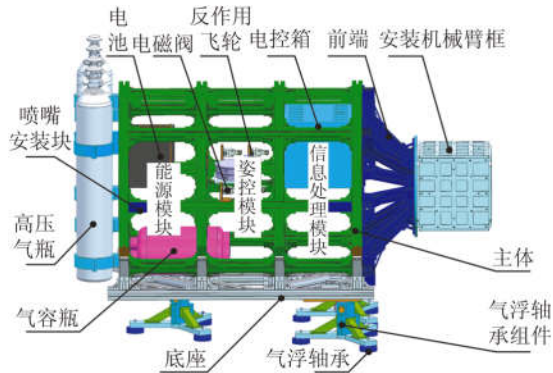 电
池
电磁阀
反作用
飞轮
电控箱
前端
安装机械臂框
喷嘴
安装块
能源模块
姿控模块
信息处理模块
高压
气瓶
主体
气容瓶
底座
气浮轴承
气浮轴
承组件